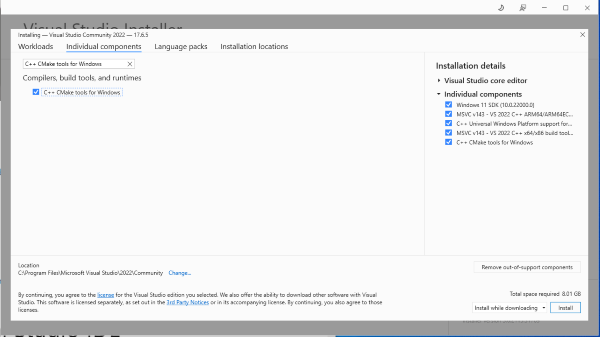 Visual Studio Installer
Installing — Visual Studio Community 2022 — 17.6.5
Workloads Individual components Language packs Installation locations
C++ CMake tools for Windows
Compilers, build tools, and runtimes
C++ CMake tools for Windows
Installation details
Visual Studio core editor
Individual components
Windows 11 SDK (10.0.22000.0)
MSVC v143 - VS 2022 C++ ARM64/ARM64EC...
C++ Universal Windows Platform support for...
MSVC v143 - VS 2022 C++ x64/x86 build tool...
C++ CMake tools for Windows
Location
C:\Program Files\Microsoft Visual Studio\2022\Community Change...
Remove out-of-support components
By continuing, you agree to the license for the Visual Studio edition you selected. We also offer the ability to download other software with Visual
Studio. This software is licensed separately, as set out in the 3rd Party Notices or in its accompanying license. By continuing, you also agree to those
licenses.
Total space required 8.01 GB
Install while downloading Install